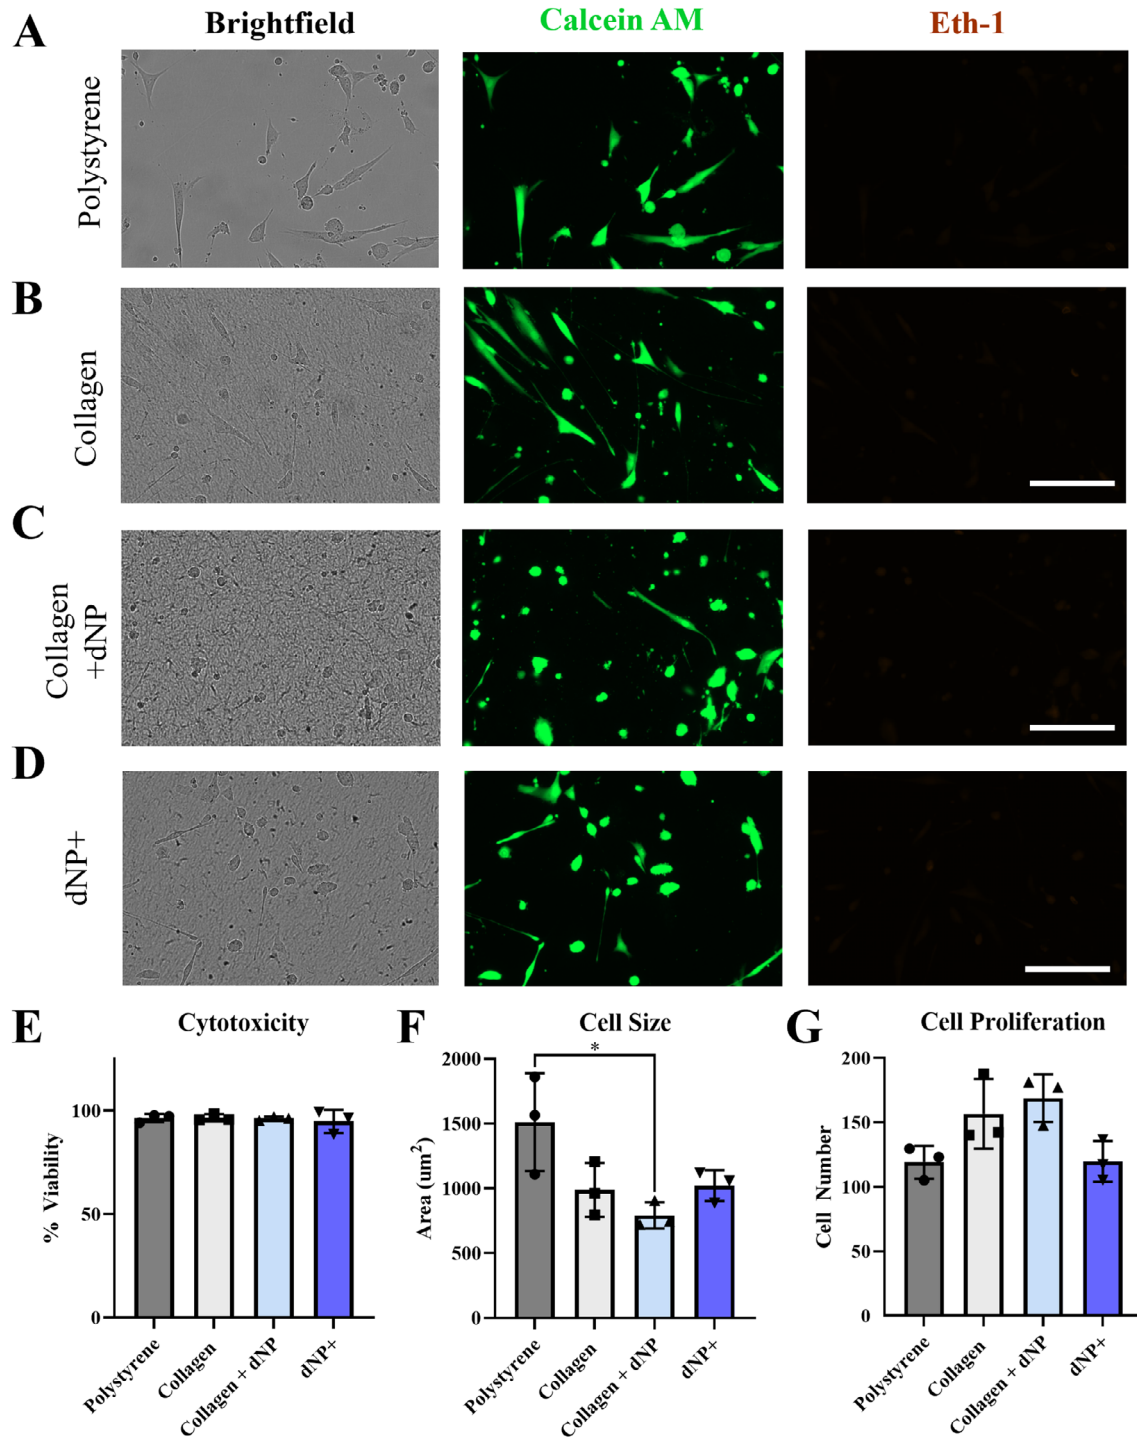 A
Brightfield
Calcein AM
Eth-1
Polystyrene
B
Collagen
C
Collagen
+dNP
D
dNP+
E
Cytotoxicity
% Viability
100
50
0
Polystyrene
Collagen
Collagen + dNP
dNP+
F
Cell Size
*
Area (um²)
2000
1500
1000
500
0
Polystyrene
Collagen
Collagen + dNP
dNP+
G
Cell Proliferation
Cell Number
200
150
100
50
0
Polystyrene
Collagen
Collagen + dNP
dNP+